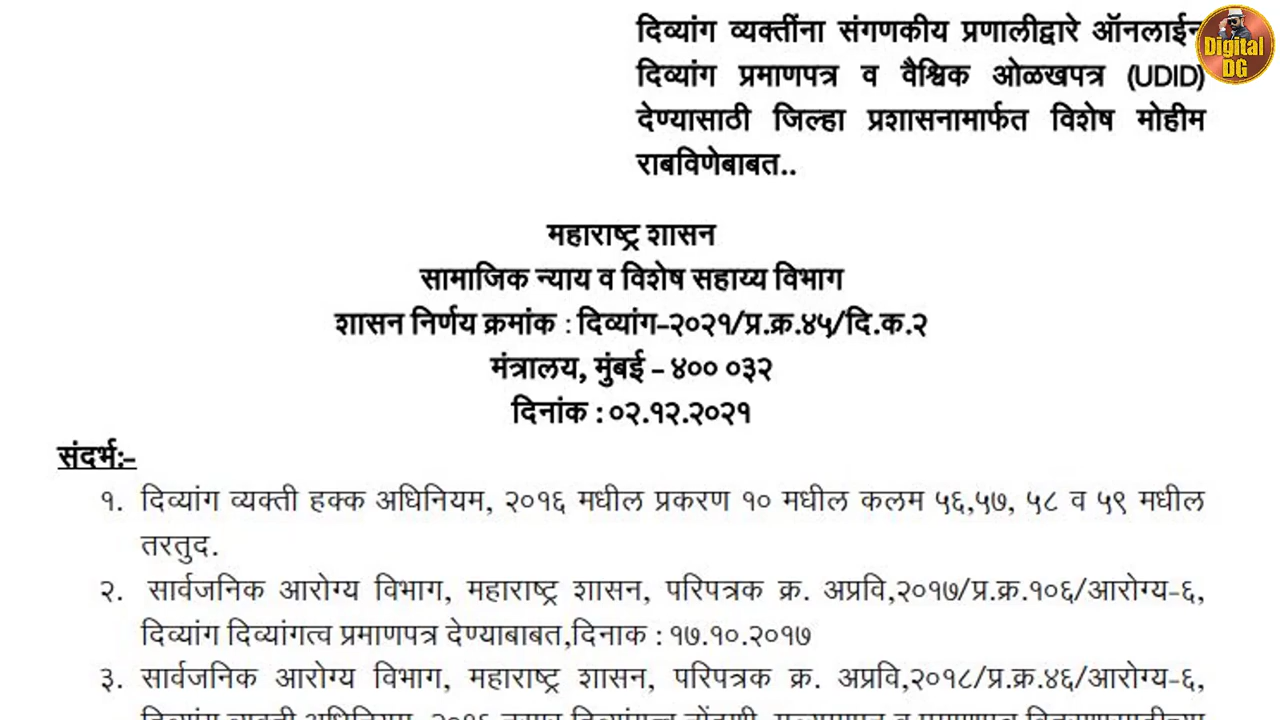 दिव्यांग व्यक्तींना संगणकीय प्रणालीद्वारे ऑनलाईन
दिव्यांग प्रमाणपत्र व वैश्विक ओळखपत्र (UDID)
देण्यासाठी जिल्हा प्रशासनामार्फत विशेष मोहीम
राबविणेबाबत..
Digital
DG
महाराष्ट्र शासन
सामाजिक न्याय व विशेष सहाय्य विभाग
शासन निर्णय क्रमांक : दिव्यांग-२०२१/प्र.क्र.४५/दि.क.२
मंत्रालय, मुंबई - ४०० ०३२
दिनांक : ०२.१२.२०२१
संदर्भ:-
१. दिव्यांग व्यक्ती हक्क अधिनियम, २०१६ मधील प्रकरण १० मधील कलम ५६,५७, ५८ व ५९ मधील
तरतुद.
२. सार्वजनिक आरोग्य विभाग, महाराष्ट्र शासन, परिपत्रक क्र. अप्रवि,२०१७/प्र.क्र.१०६/आरोग्य-६,
दिव्यांग दिव्यांगत्व प्रमाणपत्र देण्याबाबत,दिनाक : १७.१०.२०१७
३. सार्वजनिक आरोग्य विभाग, महाराष्ट्र शासन, परिपत्रक क्र. अप्रवि,२०१८/प्र.क्र.४६/आरोग्य-६,